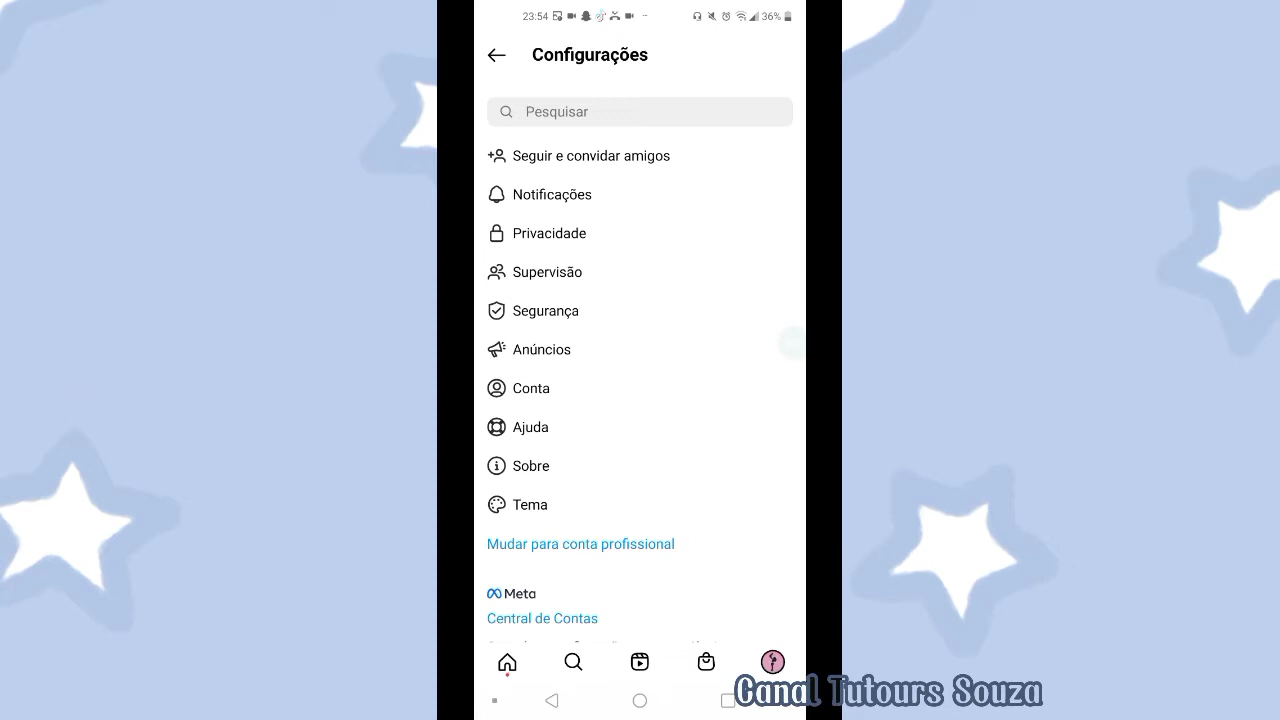 23:54
36%
Configurações
Pesquisar
Seguir e convidar amigos
Notificações
Privacidade
Supervisão
Segurança
Anúncios
Conta
Ajuda
Sobre
Tema
Mudar para conta profissional
Meta
Central de Contas
Canal Tutours Souza